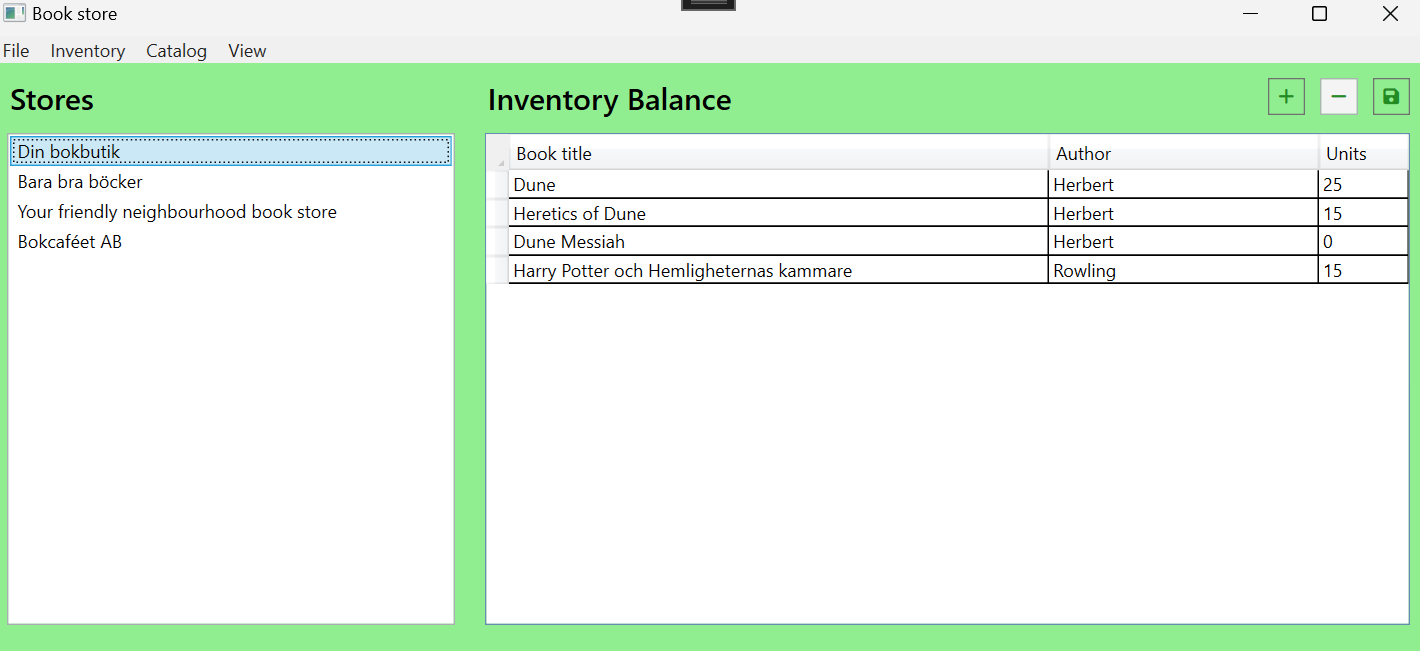 Book store
File Inventory Catalog View
Stores
Inventory Balance
Din bokbutik
Bara bra böcker
Your friendly neighbourhood book store
Bokcaféet AB
Book title Author Units
Dune Herbert 25
Heretics of Dune Herbert 15
Dune Messiah Herbert 0
Harry Potter och Hemligheternas kammare Rowling 15